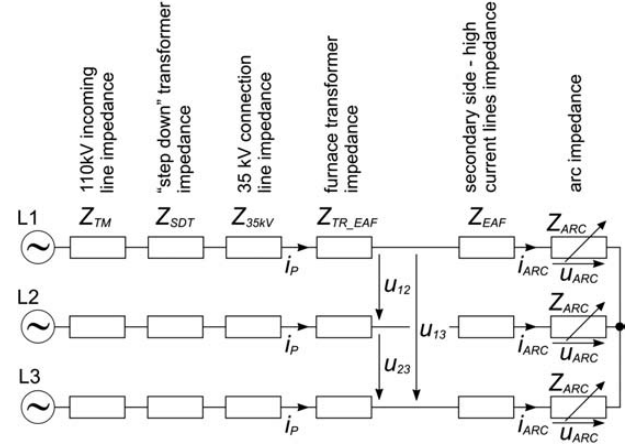 110kV incoming
line impedance
“step down” transformer
impedance
35 kV connection
line impedance
furnace transformer
impedance
secondary side - high
current lines impedance
arc impedance
L1
Z_TM
Z_SDT
Z_35kV
Z_TR_EAF
Z_EAF
Z_ARC
i_P
i_ARC
u_ARC
u_12
L2
Z_ARC
u_13
i_P
i_ARC
u_ARC
u_23
L3
Z_ARC
i_P
i_ARC
u_ARC